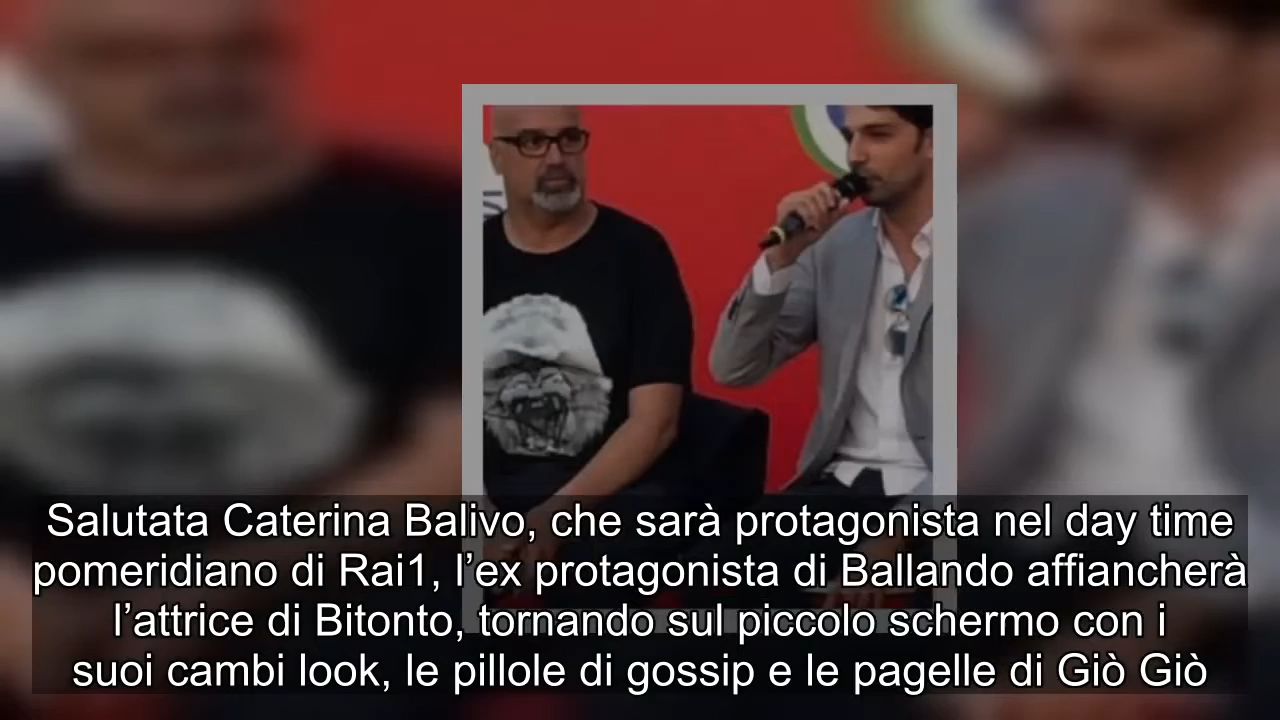 Salutata Caterina Balivo, che sarà protagonista nel day time
pomeridiano di Rai1, l’ex protagonista di Ballando affiancherà
l’attrice di Bitonto, tornando sul piccolo schermo con i
suoi cambi look, le pillole di gossip e le pagelle di Giò Giò